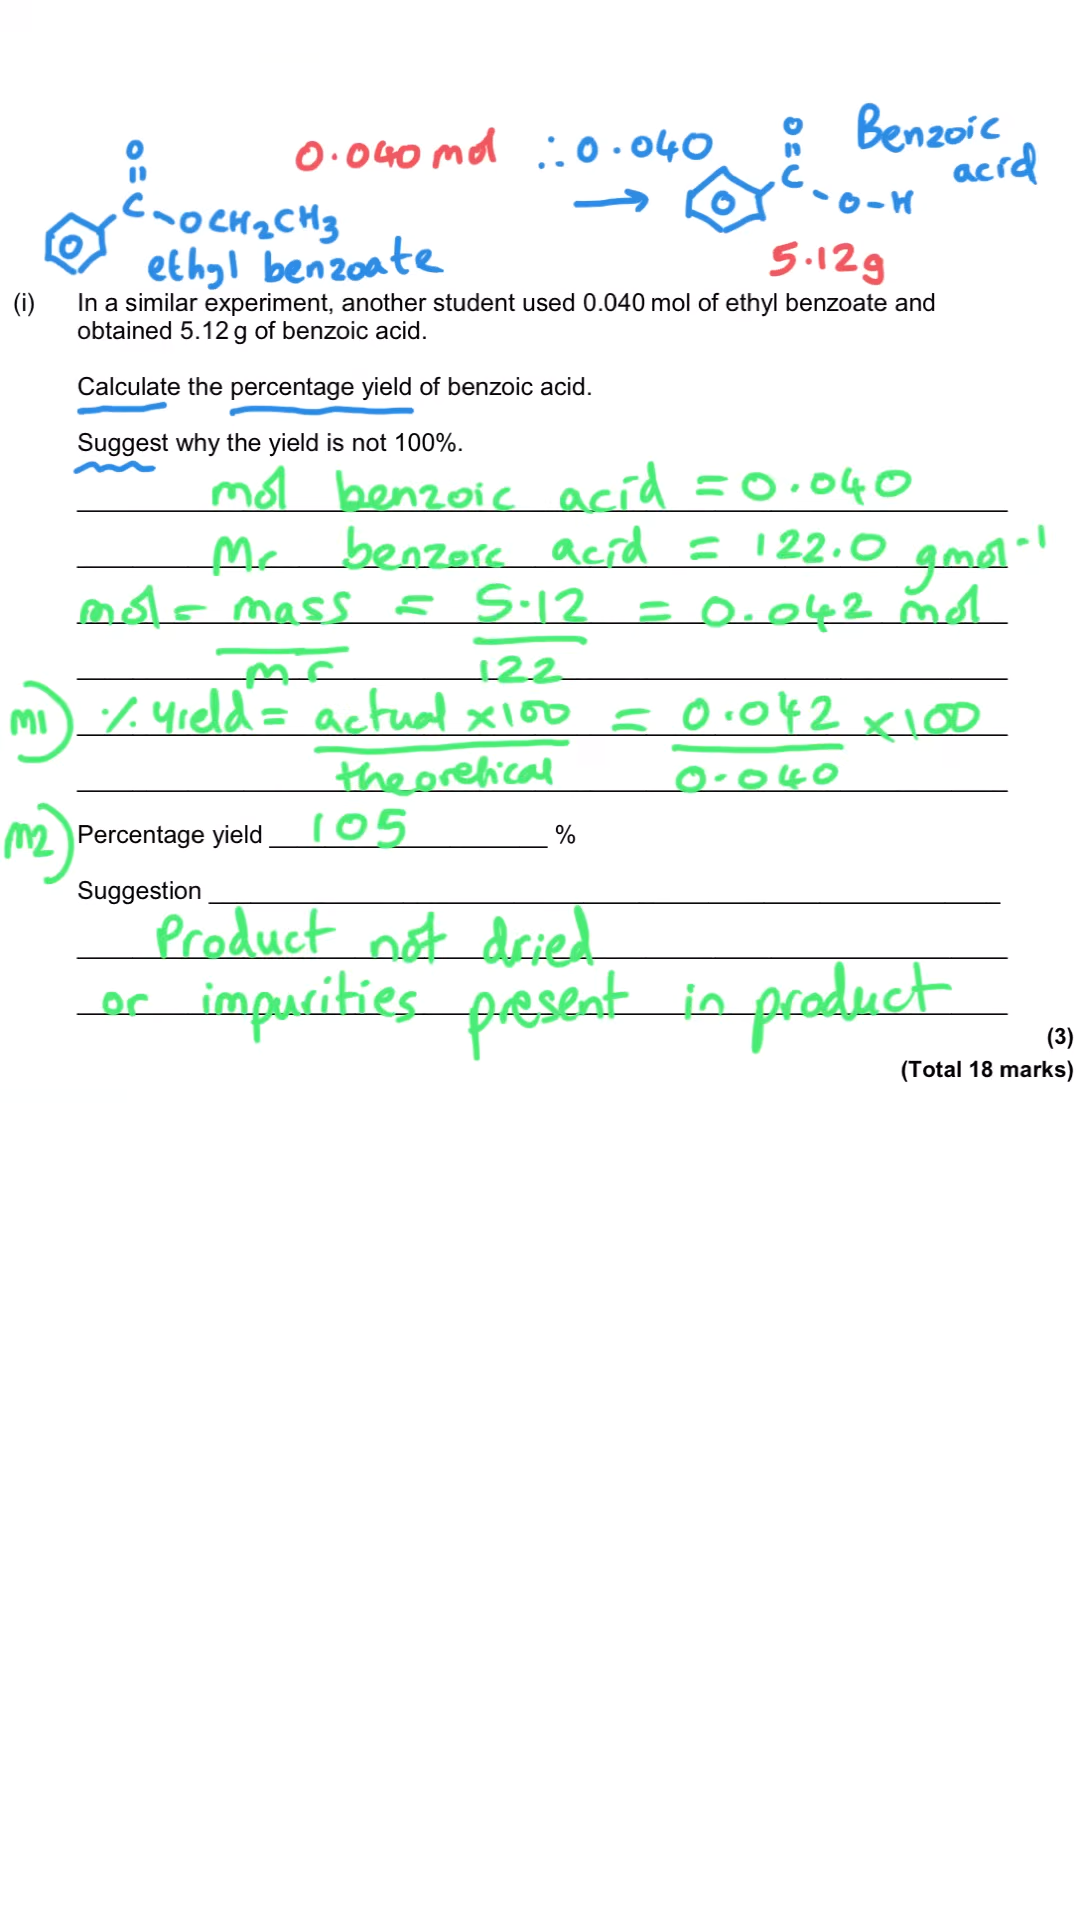 O
||
C
OCH2CH3
ethyl benzoate
0.040 mol
∴ 0.040
→
O
||
C
O-H
Benzoic
acid
5.12g
(i) In a similar experiment, another student used 0.040 mol of ethyl benzoate and
obtained 5.12 g of benzoic acid.
Calculate the percentage yield of benzoic acid.
Suggest why the yield is not 100%.
mol benzoic acid = 0.040
Mr benzoic acid = 122.0 gmol-1
mol = mass = 5.12 = 0.042 mol
mr 122
M1) % yield = actual x100 = 0.042 x100
theoretical 0.040
M2) Percentage yield 105 %
Suggestion
Product not dried
or impurities present in product
(3)
(Total 18 marks)